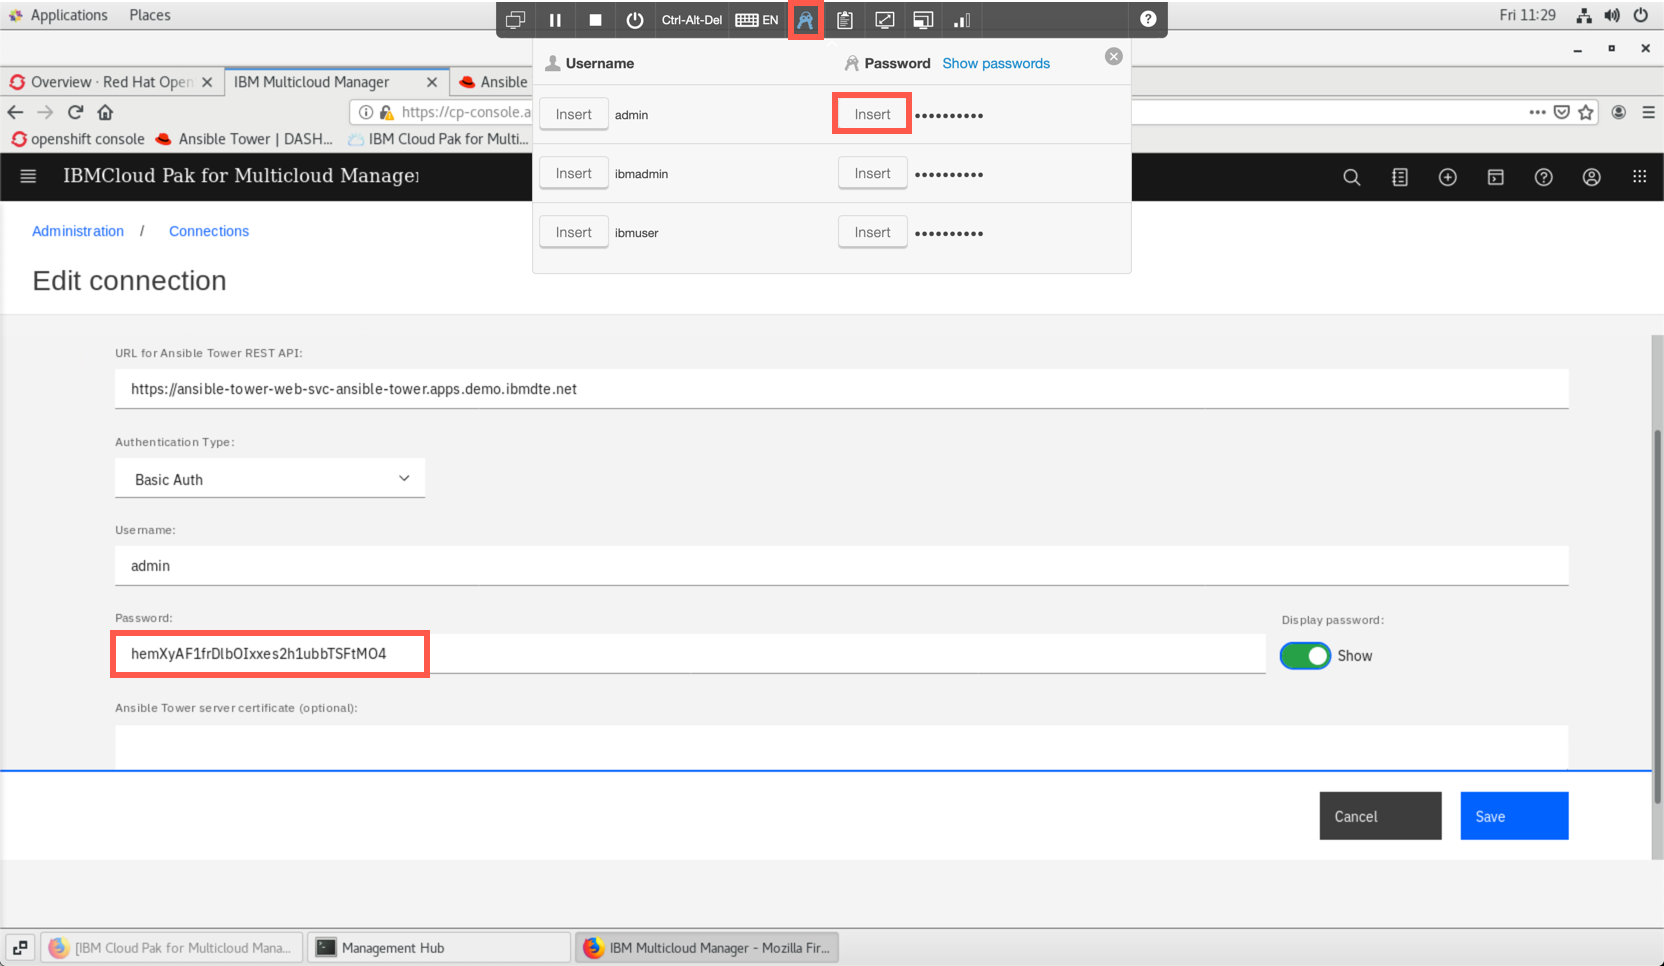 Applications Places
Ctrl-Alt-Del EN
Fri 11:29
Username
Password Show passwords
Insert admin Insert ••••••••••
Insert ibmadmin Insert ••••••••••
Insert ibmuser Insert ••••••••••
Overview · Red Hat Open
IBM Multicloud Manager
Ansible
https://cp-console.a
openshift console
Ansible Tower | DASH...
IBM Cloud Pak for Multi...
IBMCloud Pak for Multicloud Manager
Administration / Connections
Edit connection
URL for Ansible Tower REST API:
https://ansible-tower-web-svc-ansible-tower.apps.demo.ibmdte.net
Authentication Type:
Basic Auth
Username:
admin
Password:
hemXyAF1frDlbOIxxes2h1ubbTSFtMO4
Display password:
Show
Ansible Tower server certificate (optional):
Cancel
Save
[IBM Cloud Pak for Multicloud Mana...
Management Hub
IBM Multicloud Manager - Mozilla Fir...